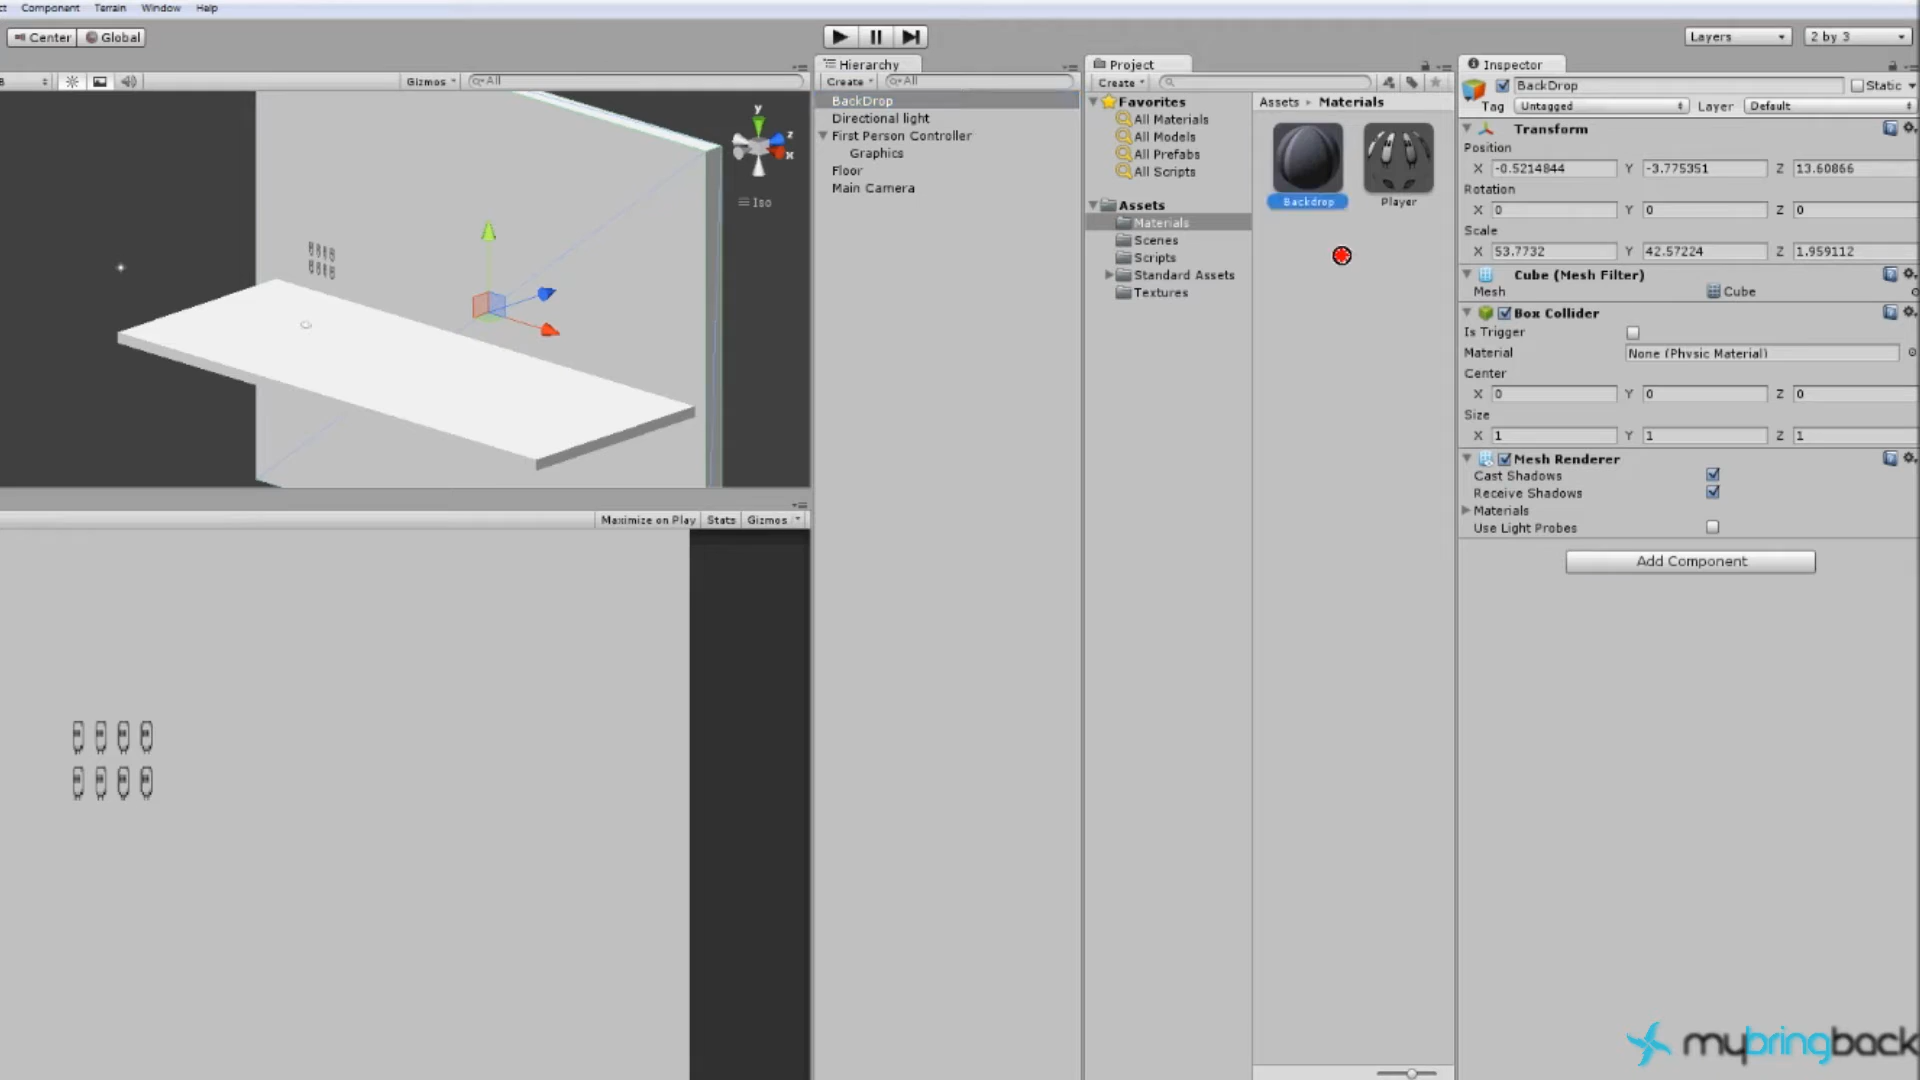 Component Terrain Window Help
Center Global
Layers 2 by 3
Gizmos All
Hierarchy
Create All
BackDrop
Directional light
First Person Controller
Graphics
Floor
Main Camera
y
z
x
Iso
Maximize on Play Stats Gizmos
Project
Create
Favorites
All Materials
All Models
All Prefabs
All Scripts
Assets
Materials
Scenes
Scripts
Standard Assets
Textures
Assets Materials
Backdrop Player
Inspector
BackDrop Static
Tag Untagged Layer Default
Transform
Position
X -0.5214844 Y -3.775351 Z 13.60866
Rotation
X 0 Y 0 Z 0
Scale
X 53.7732 Y 42.57224 Z 1.959112
Cube (Mesh Filter)
Mesh Cube
Box Collider
Is Trigger
Material None (Physic Material)
Center
X 0 Y 0 Z 0
Size
X 1 Y 1 Z 1
Mesh Renderer
Cast Shadows
Receive Shadows
Materials
Use Light Probes
Add Component
mybringback